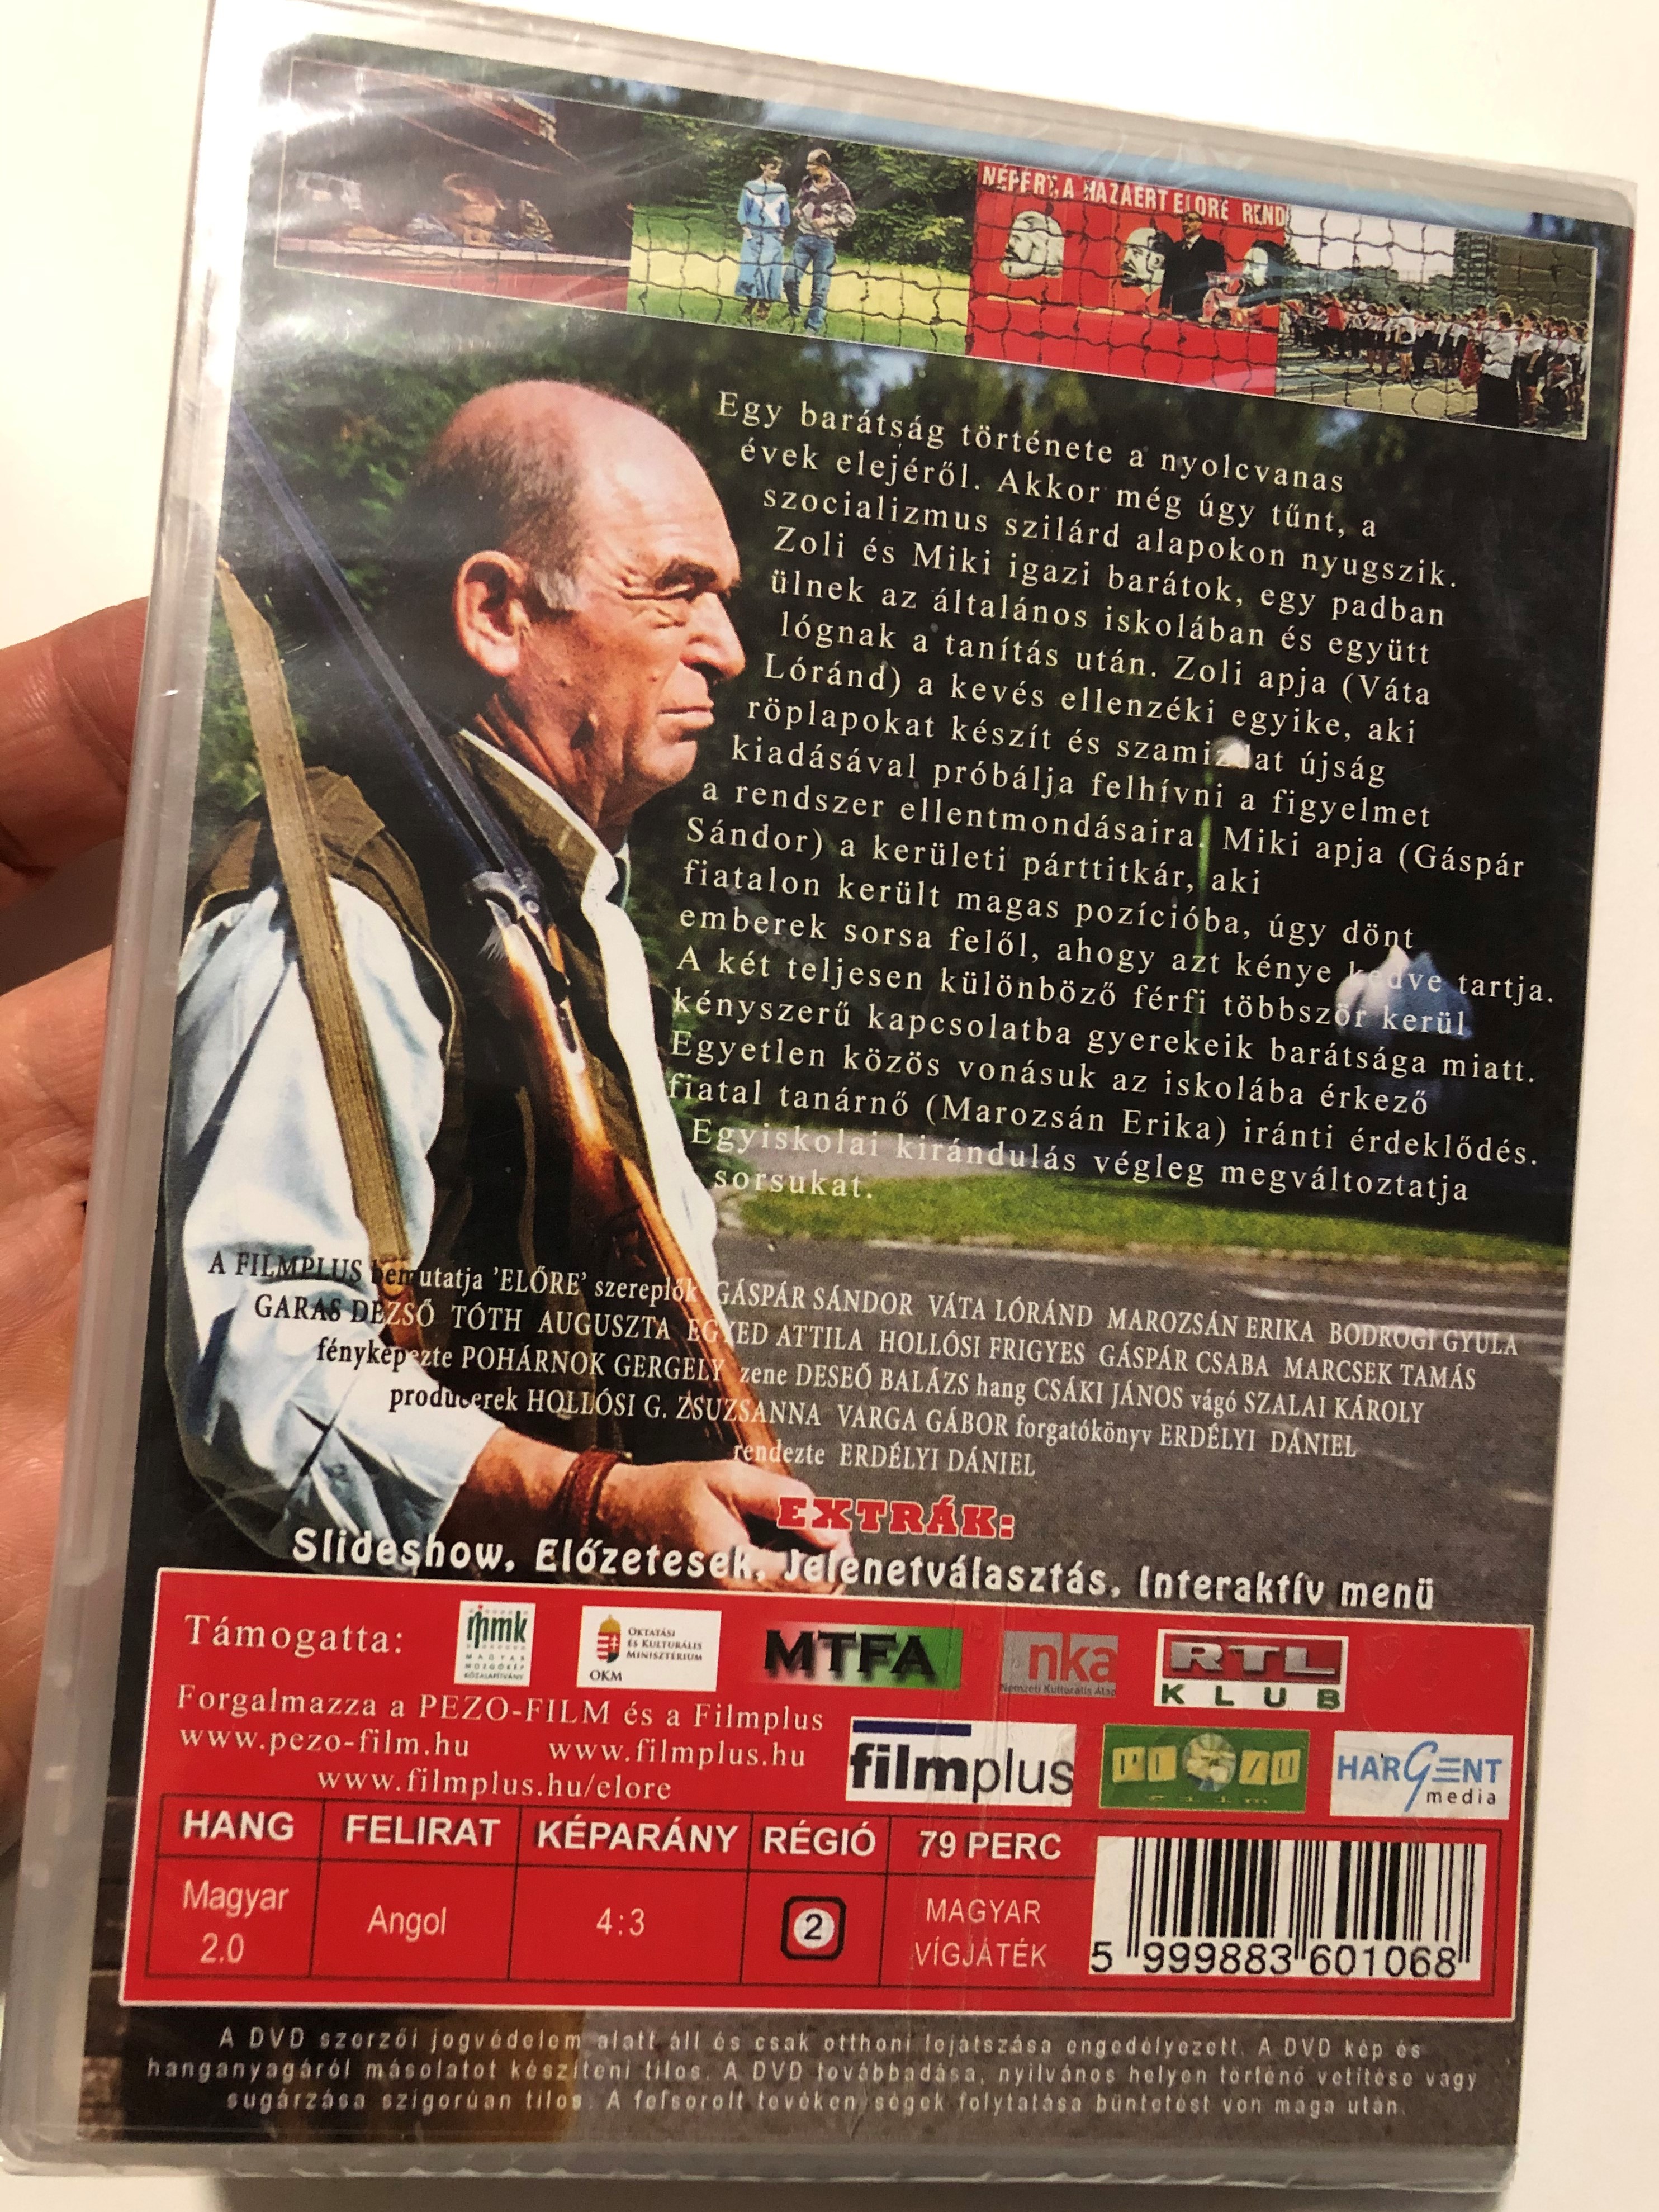 NÉPÉRT, A HAZÁÉRT ELŐRE REND
Egy barátság története a nyolcvanas
évek elejéről. Akkor még úgy tűnt, a
szocializmus szilárd alapokon nyugszik.
Zoli és Miki igazi barátok, egy padban
ülnek az általános iskolában és együtt
lógnak a tanítás után. Zoli apja (Váta
Lóránd) a kevés ellenzéki egyike, aki
röplapokat készít és szamizdat újság
kiadásával próbálja felhívni a figyelmet
a rendszer ellentmondásaira. Miki apja (Gáspár
Sándor) a kerületi párttitkár, aki
fiatalon került magas pozícióba, úgy dönt
emberek sorsa felől, ahogy azt kénye kedve tartja.
A két teljesen különböző férfi többször kerül
kényszerű kapcsolatba gyerekeik barátsága miatt.
Egyetlen közös vonásuk az iskolába érkező
fiatal tanárnő (Marozsán Erika) iránti érdeklődés.
Egyiskolai kirándulás végleg megváltoztatja
sorsukat.
A FILMPLUS bemutatja 'ELŐRE' szereplők GÁSPÁR SÁNDOR VÁTA LÓRÁND MAROZSÁN ERIKA BODROGI GYULA
GARAS DEZSŐ TÓTH AUGUSZTA EGYED ATTILA HOLLÓSI FRIGYES GÁSPÁR CSABA MARCSEK TAMÁS
fényképezte POHÁRNOK GERGELY zene DESEŐ BALÁZS hang CSÁKI JÁNOS vágó SZALAI KÁROLY
producerek HOLLÓSI G. ZSUZSANNA VARGA GÁBOR forgatókönyv ERDÉLYI DÁNIEL
rendezte ERDÉLYI DÁNIEL
EXTRÁK:
Slideshow, Előzetesek, Jelenetválasztás, Interaktív menü
Támogatta:
mmk
MAGYAR
MOZGÓKÉP
KÖZALAPÍTVÁNY
OKTATÁSI
ÉS KULTURÁLIS
MINISZTÉRIUM
OKM
MTFA
nka
Nemzeti Kulturális Alap
RTL
KLUB
Forgalmazza a PEZO-FILM és a Filmplus
www.pezo-film.hu www.filmplus.hu
www.filmplus.hu/elore
filmplus
HARGENT
media
HANG FELIRAT KÉPARÁNY RÉGIÓ 79 PERC
Magyar 2.0 Angol 4:3 2 MAGYAR VÍGJÁTÉK
5 999883 601068
A DVD szerzői jogvédelem alatt áll és csak otthoni lejátszása engedélyezett. A DVD kép és
hanganyagáról másolatot készíteni tilos. A DVD továbbadása, nyilvános helyen történő vetítése vagy
sugárzása szigorúan tilos. A felsorolt tevékenységek folytatása büntetést von maga után.